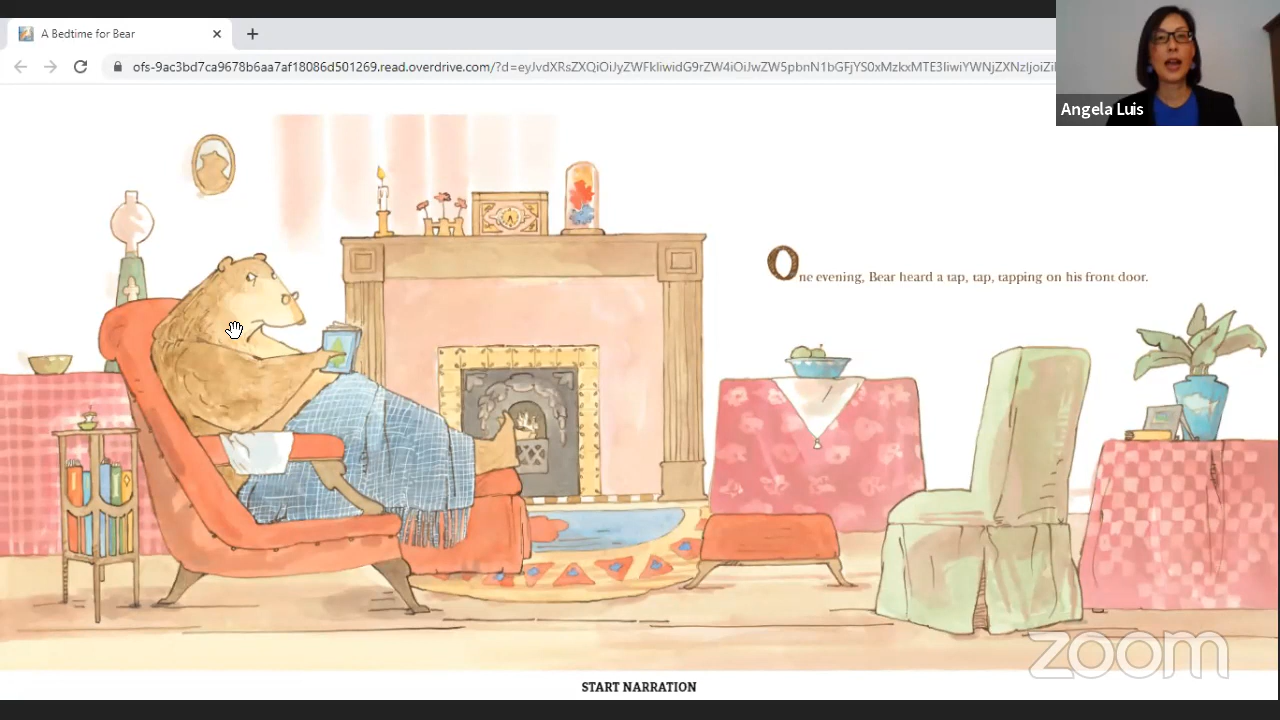 A Bedtime for Bear
ofs-9ac3bd7ca9678b6aa7af18086d501269.read.overdrive.com/?d=
Angela Luis
One evening, Bear heard a tap, tap, tapping on his front door.
zoom
START NARRATION